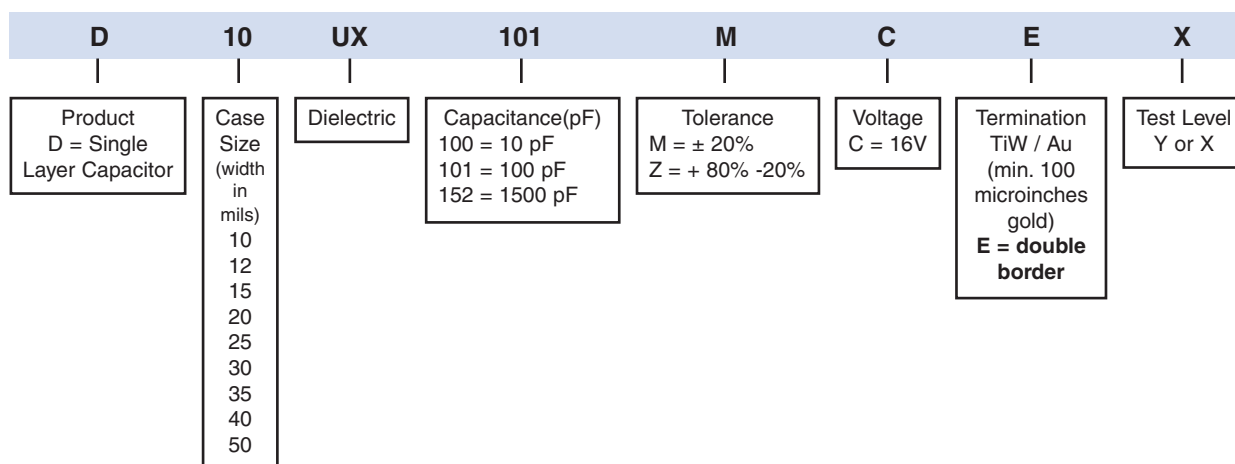 D 10 UX 101 M C E X
Product
D = Single
Layer Capacitor
Case
Size
(width
in
mils)
10
12
15
20
25
30
35
40
50
Dielectric
Capacitance(pF)
100 = 10 pF
101 = 100 pF
152 = 1500 pF
Tolerance
M = ± 20%
Z = + 80% -20%
Voltage
C = 16V
Termination
TiW / Au
(min. 100
microinches
gold)
E = double
border
Test Level
Y or X